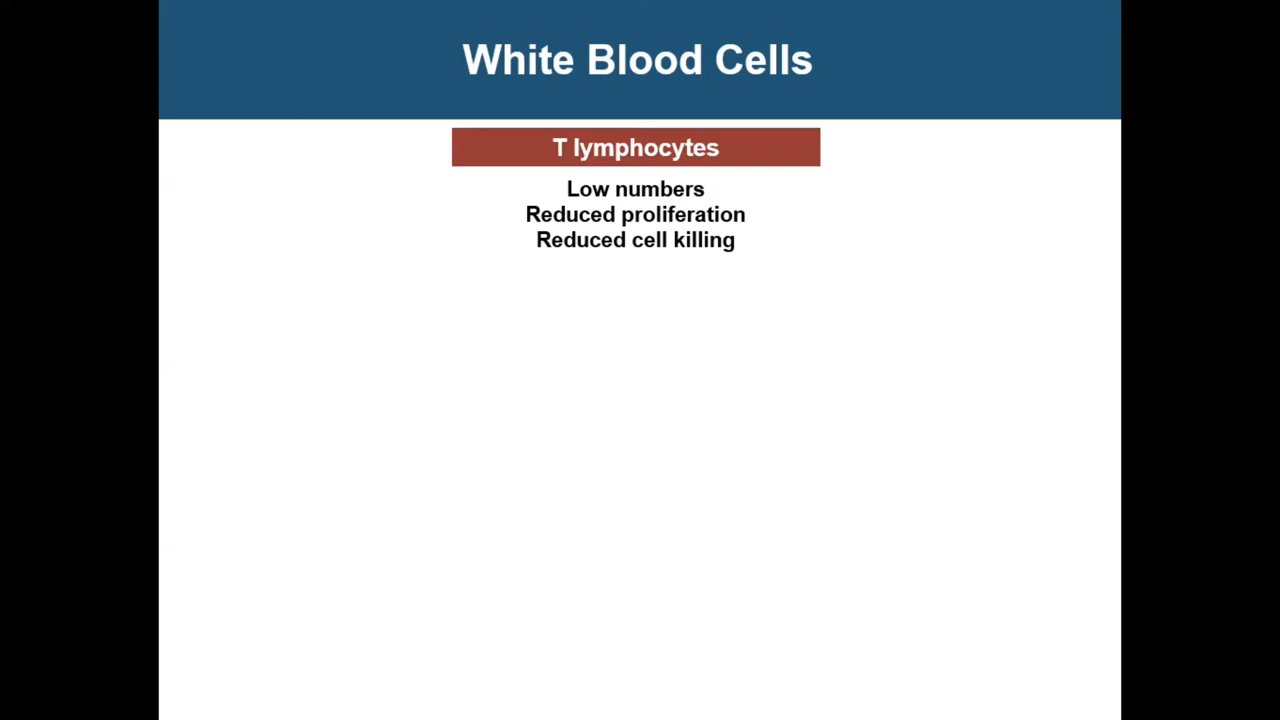 White Blood Cells
T lymphocytes
Low numbers
Reduced proliferation
Reduced cell killing